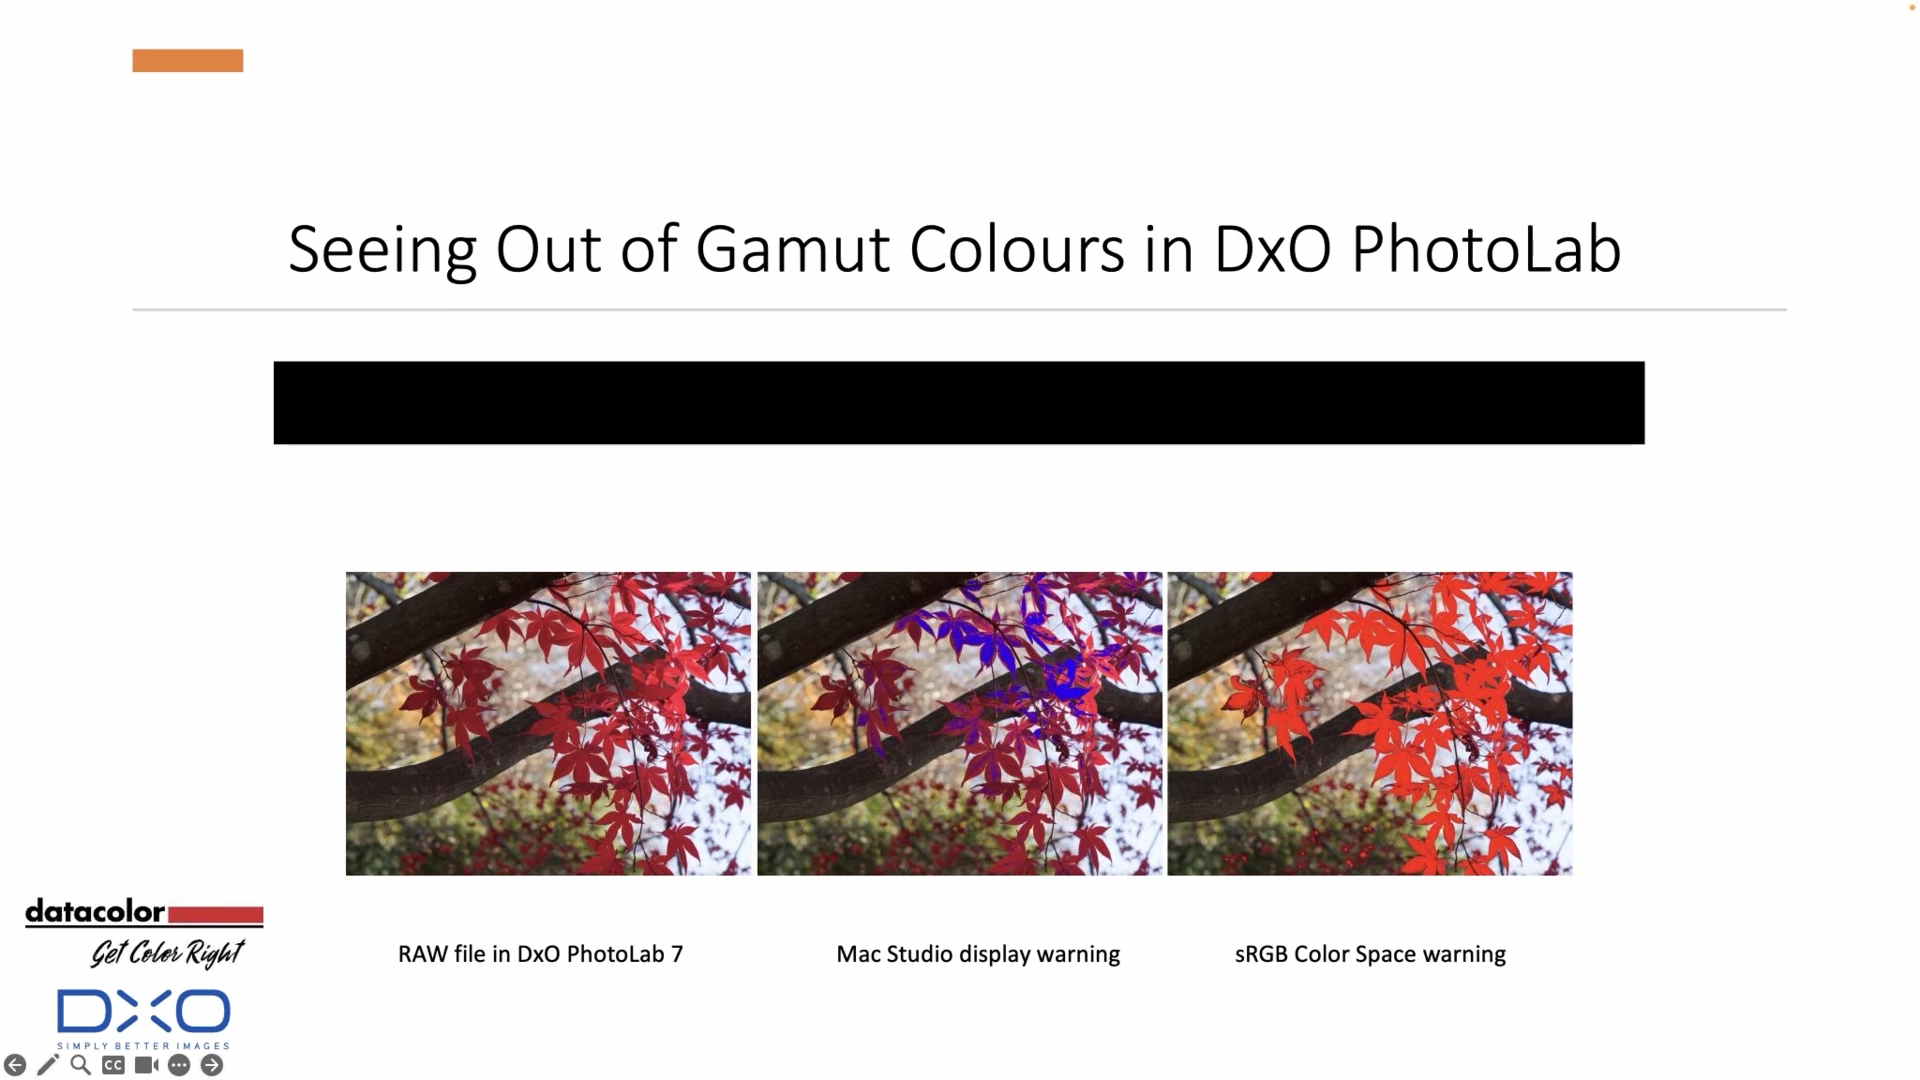 Seeing Out of Gamut Colours in DxO PhotoLab
RAW file in DxO PhotoLab 7
Mac Studio display warning
sRGB Color Space warning
datacolor
Get Color Right
DXO
SIMPLY BETTER IMAGES
CC